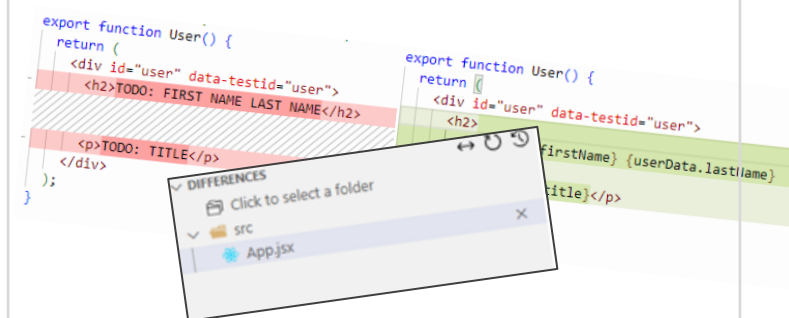 export function User() {
return (
<div id="user" data-testid="user">
<h2>TODO: FIRST NAME LAST NAME</h2>
<p>TODO: TITLE</p>
</div>
);
}
export function User() {
return (
<div id="user" data-testid="user">
<h2>
firstName} {userData.lastName}
title}</p>
DIFFERENCES
Click to select a folder
src
App.jsx